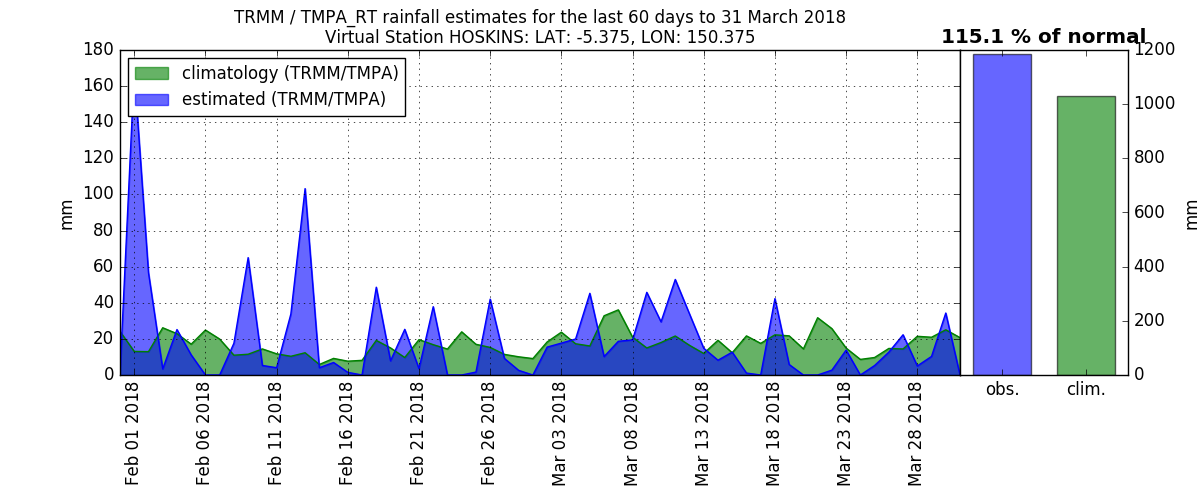 TRMM / TMPA_RT rainfall estimates for the last 60 days to 31 March 2018
Virtual Station HOSKINS: LAT: -5.375, LON: 150.375
115.1 % of normal
climatology (TRMM/TMPA)
estimated (TRMM/TMPA)
180
160
140
120
100
80
60
40
20
0
mm
1200
1000
800
600
400
200
0
mm
obs.
clim.
Feb 01 2018
Feb 06 2018
Feb 11 2018
Feb 16 2018
Feb 21 2018
Feb 26 2018
Mar 03 2018
Mar 08 2018
Mar 13 2018
Mar 18 2018
Mar 23 2018
Mar 28 2018